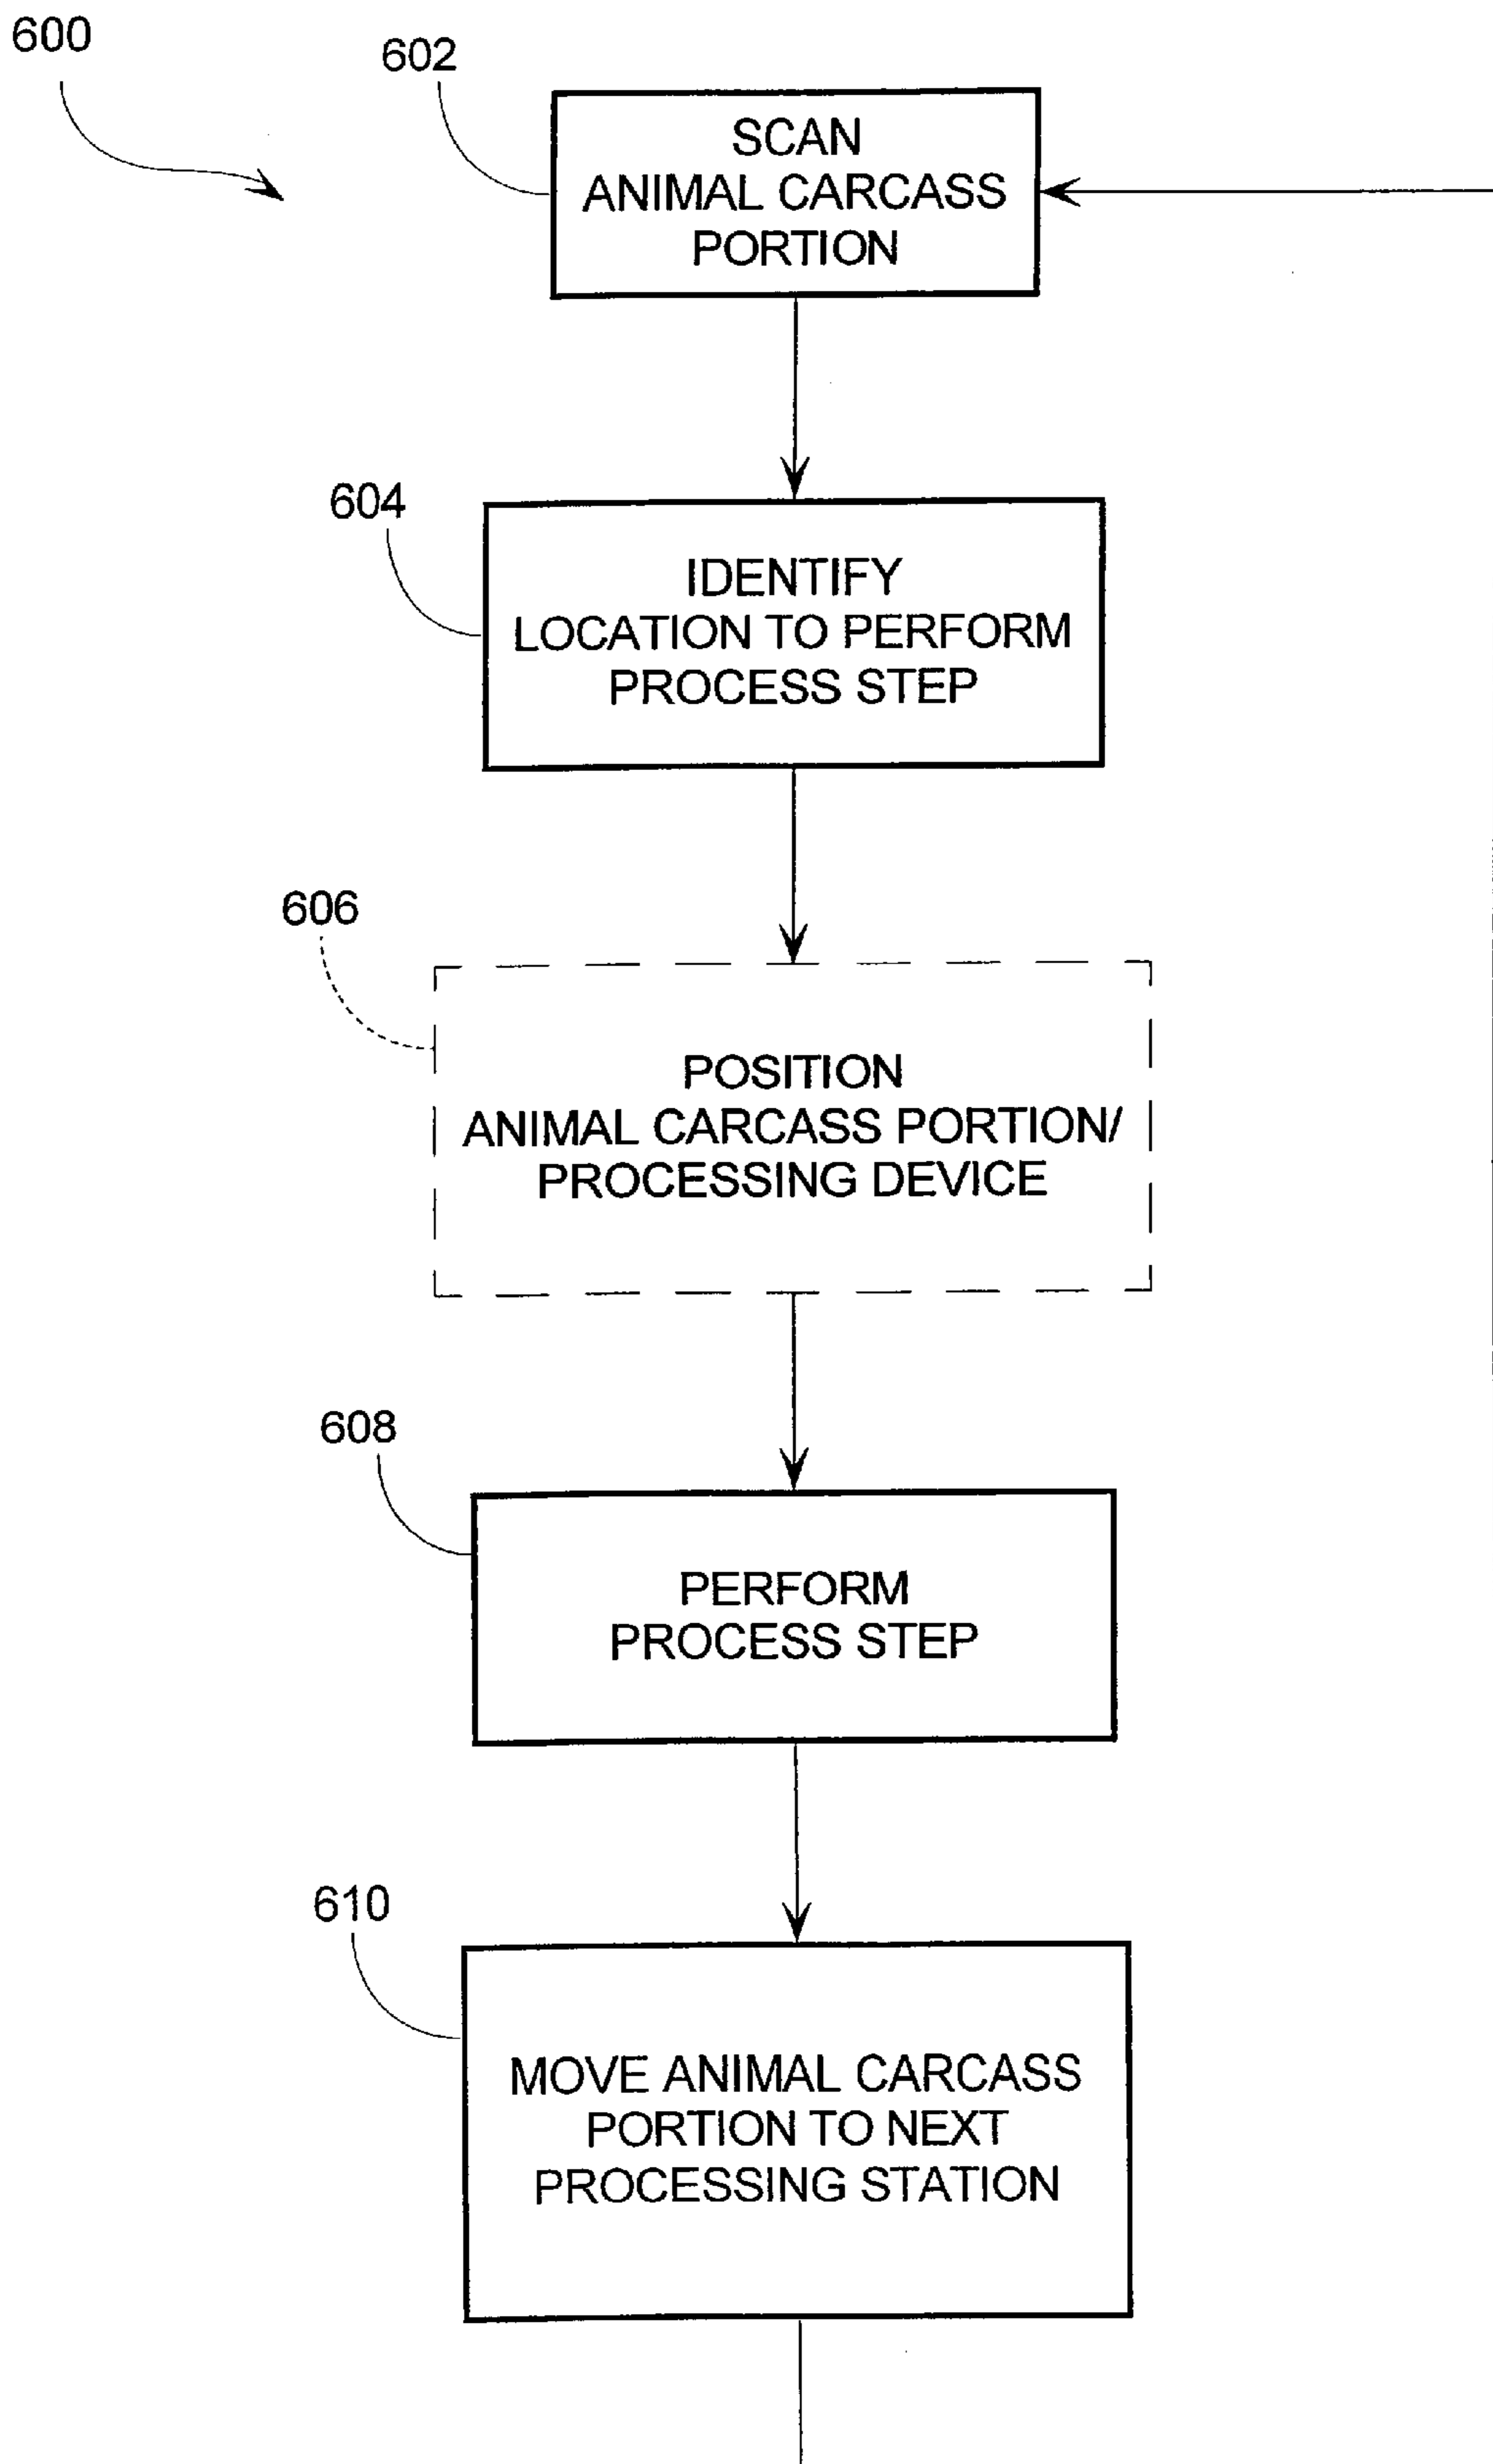 600
602
SCAN
ANIMAL CARCASS
PORTION
604
IDENTIFY
LOCATION TO PERFORM
PROCESS STEP
606
POSITION
ANIMAL CARCASS PORTION/
PROCESSING DEVICE
608
PERFORM
PROCESS STEP
610
MOVE ANIMAL CARCASS
PORTION TO NEXT
PROCESSING STATION